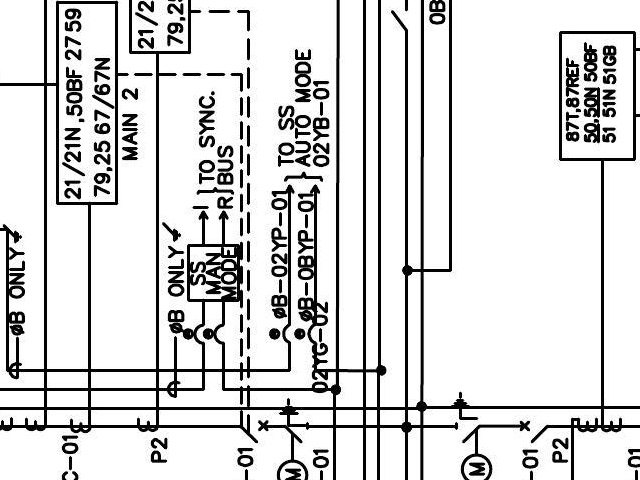 21/21N,50BF 27 59
79,25 67/67N
MAIN 2
21/2
79,2
TO SYNC.
BUS
I
R
SS
MAN
MODE
øB ONLY
øB ONLY
TO SS
AUTO MODE
02YB-01
øB-02YP-01
øB-0BYP-01
02YG-02
0B
87T,87REF
50,50N 50BF
51 51N 51GB
C-01
P2
-01
M
-01
M
-01
P2
-01